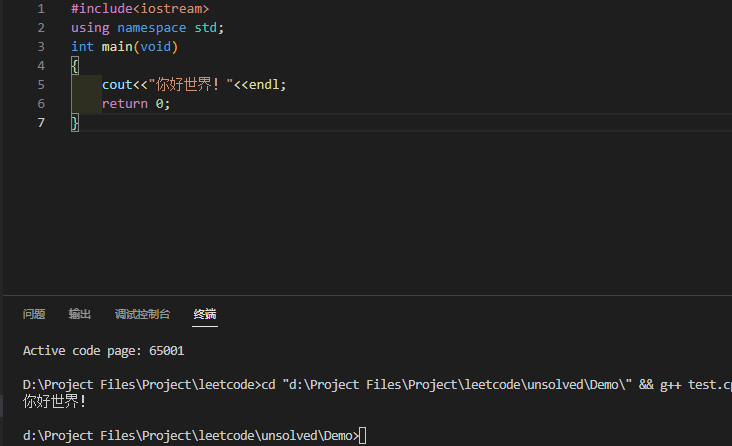 1 #include<iostream>
2 using namespace std;
3 int main(void)
4 {
5 cout<<"你好世界！"<<endl;
6 return 0;
7 }
问题 输出 调试控制台 终端
Active code page: 65001
D:\Project Files\Project\leetcode>cd "d:\Project Files\Project\leetcode\unsolved\Demo\" && g++ test.cp
你好世界！
d:\Project Files\Project\leetcode\unsolved\Demo>